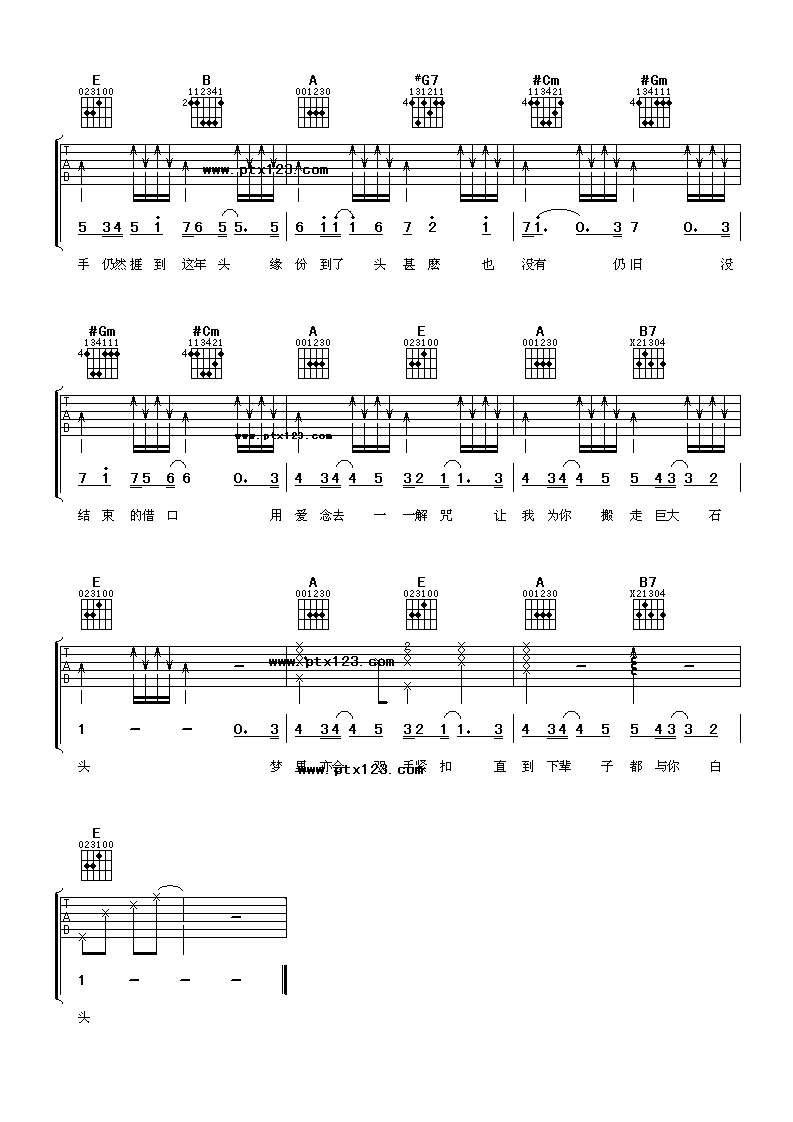 E B A #G7 #Cm #Gm
023100 112341 001230 131211 113421 134111
2 4 4 4
T A B www.ptx123.com
5 34 5 1 76 5 5. 5 6 1 1 1 6 7 2 1 71. 0. 3 7 0. 3
手 仍然 握 到 这年 头 缘 份 到了 头 甚 麽 也 没有 仍 旧 没
#Gm #Cm A E A B7
134111 113421 001230 023100 001230 X21304
4 4
T A B www.ptx123.com
7 1 75 6 6 0. 3 4 34 4 5 32 1 1. 3 4 34 4 5 5 43 3 2
结 束 的借 口 用 爱 念去 一 一解 咒 让 我 为你 搬 走 巨大 石
E A E A B7
023100 001230 023100 001230 X21304
T A B www.ptx123.com 2
1 - - 0. 3 4 34 4 5 32 1 1. 3 4 34 4 5 5 43 3 2
头 梦 里 亦会 双 手紧 扣 直 到 下辈 子 都 与你 白
www.ptx123.com
E
023100
T A B
1 - - -
头